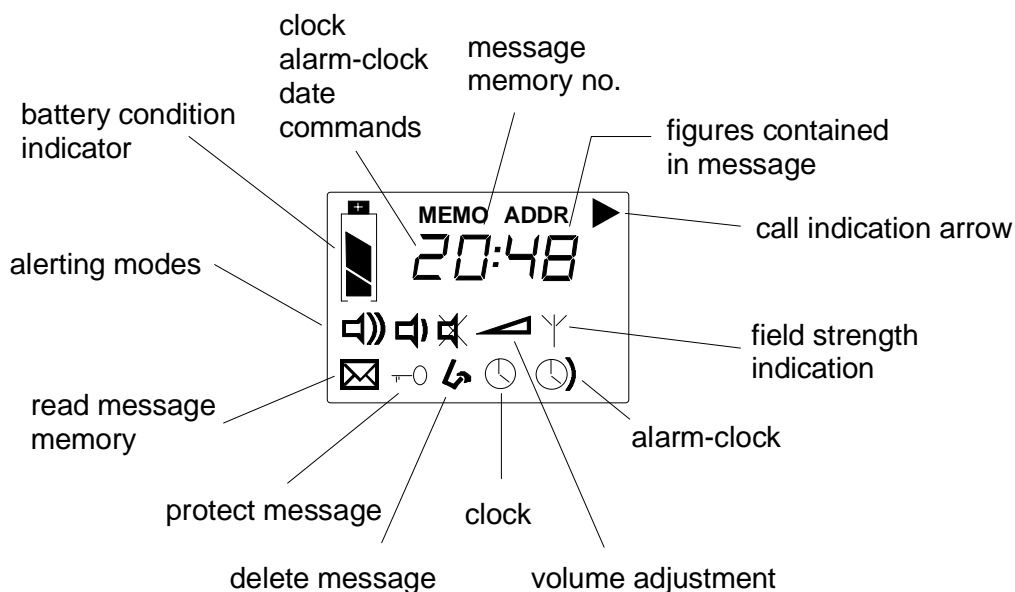 clock
alarm-clock
date
commands
message
memory no.
battery condition
indicator
figures contained
in message
MEMO ADDR
call indication arrow
20:48
alerting modes
field strength
indication
read message
memory
alarm-clock
protect message
clock
delete message
volume adjustment